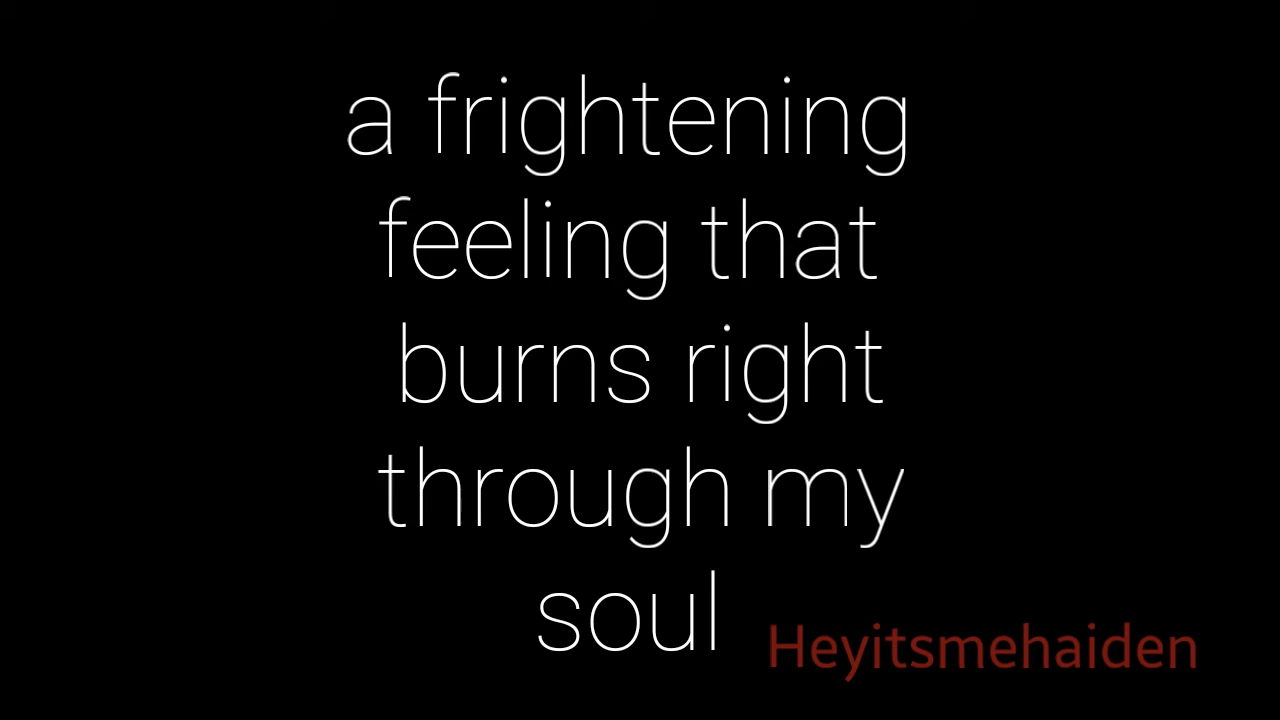 a frightening
feeling that
burns right
through my
soul
Heyitsmehaiden